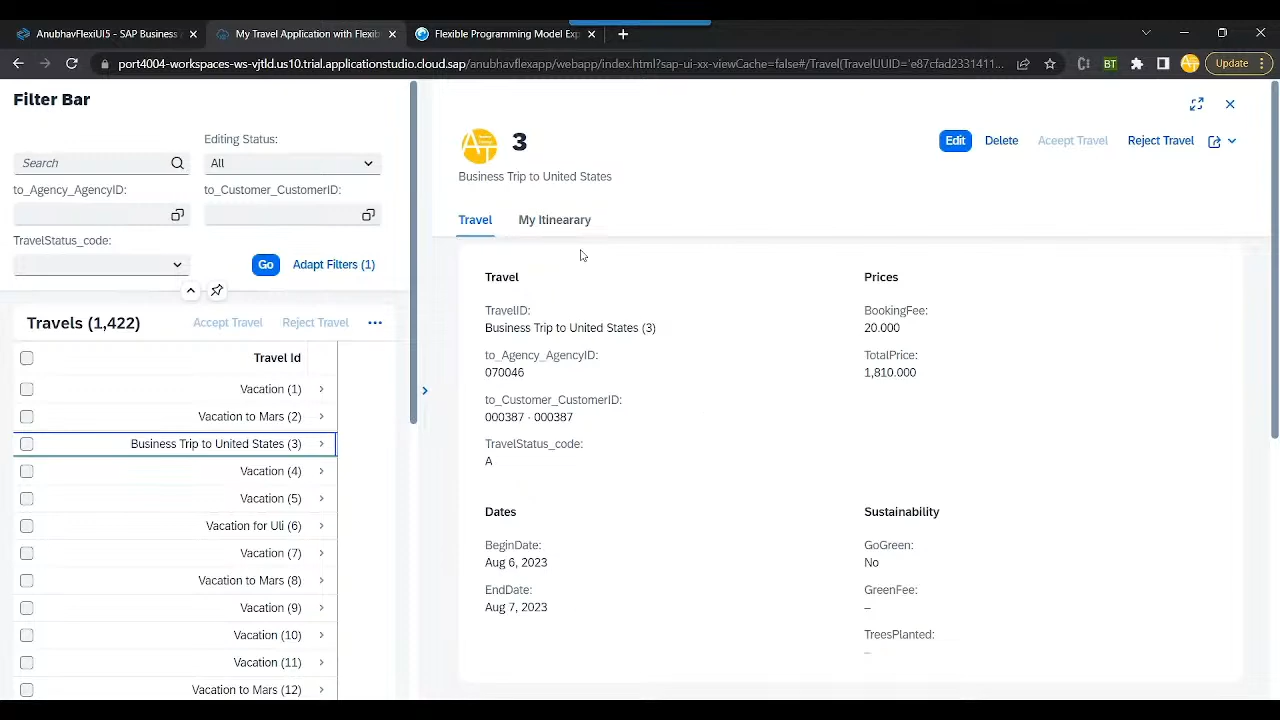 AnubhavFlexiUI5 - SAP Business
My Travel Application with Flexib
Flexible Programming Model Exp
port4004-workspaces-ws-vjtld.us10.trial.applicationstudio.cloud.sap/anubhavflexapp/webapp/index.html?sap-ui-xx-viewCache=false#/Travel(TravelUUID='e87cfad2331411...
BT
Update
Filter Bar
Editing Status:
Search
All
to_Agency_AgencyID:
to_Customer_CustomerID:
TravelStatus_code:
Go
Adapt Filters (1)
Travels (1,422)
Accept Travel
Reject Travel
Travel Id
Vacation (1)
Vacation to Mars (2)
Business Trip to United States (3)
Vacation (4)
Vacation (5)
Vacation for Uli (6)
Vacation (7)
Vacation to Mars (8)
Vacation (9)
Vacation (10)
Vacation (11)
Vacation to Mars (12)
AT
3
Business Trip to United States
Edit
Delete
Aceept Travel
Reject Travel
Travel
My Itinearary
Travel
TravelID:
Business Trip to United States (3)
to_Agency_AgencyID:
070046
to_Customer_CustomerID:
000387 - 000387
TravelStatus_code:
A
Prices
BookingFee:
20.000
TotalPrice:
1,810.000
Dates
BeginDate:
Aug 6, 2023
EndDate:
Aug 7, 2023
Sustainability
GoGreen:
No
GreenFee:
–
TreesPlanted:
–